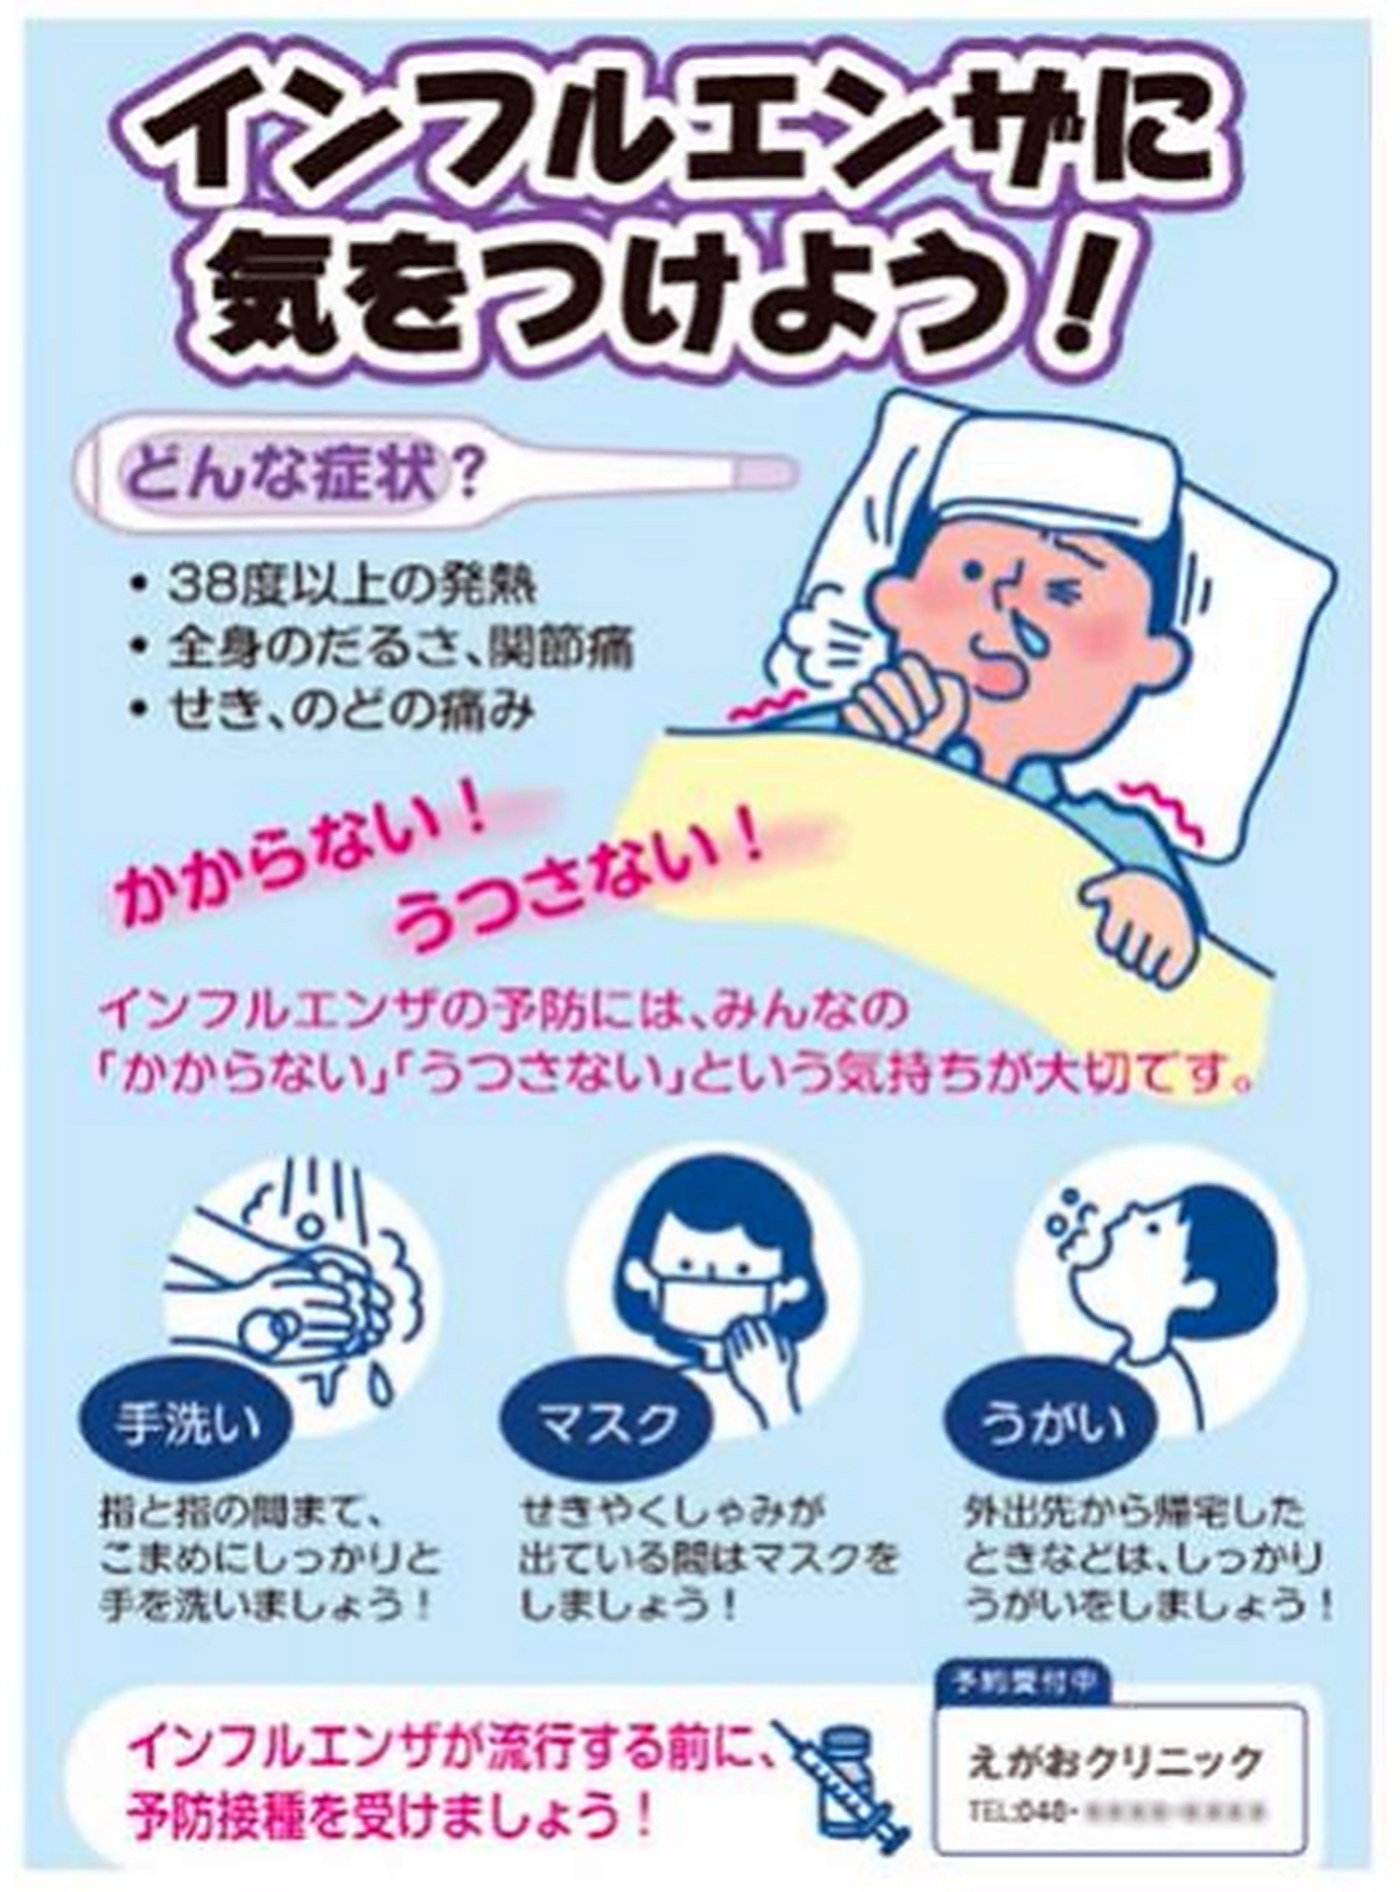 インフルエンザに
気をつけよう！
どんな症状？
・38度以上の発熱
・全身のだるさ、関節痛
・せき、のどの痛み
かからない！
うつさない！
インフルエンザの予防には、みんなの
「かからない」「うつさない」という気持ちが大切です。
手洗い
指と指の間まで、
こまめにしっかりと
手を洗いましょう！
マスク
せきやくしゃみが
出ている間はマスクを
しましょう！
うがい
外出先から帰宅した
ときなどは、しっかり
うがいをしましょう！
インフルエンザが流行する前に、
予防接種を受けましょう！
予約受付中
えがおクリニック
TEL:048-